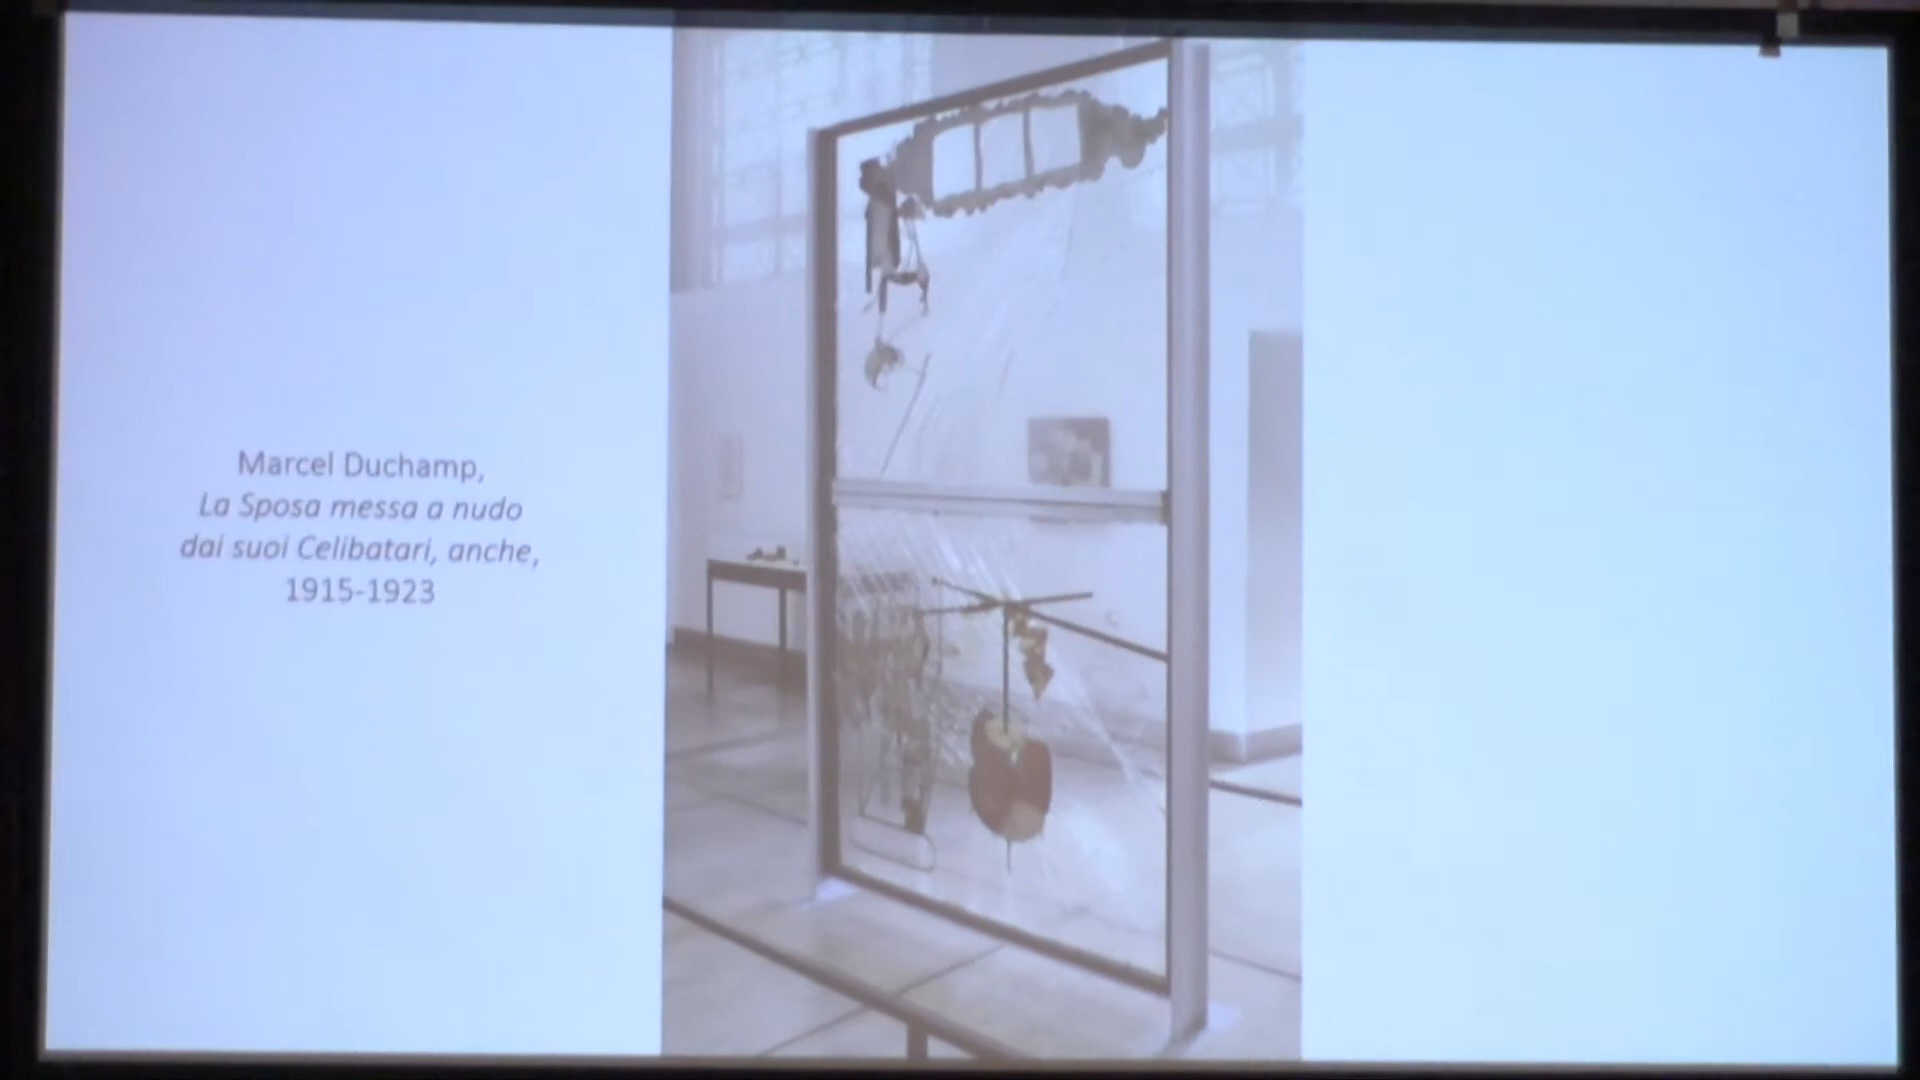 Marcel Duchamp,
La Sposa messa a nudo
dai suoi Celibatari, anche,
1915-1923